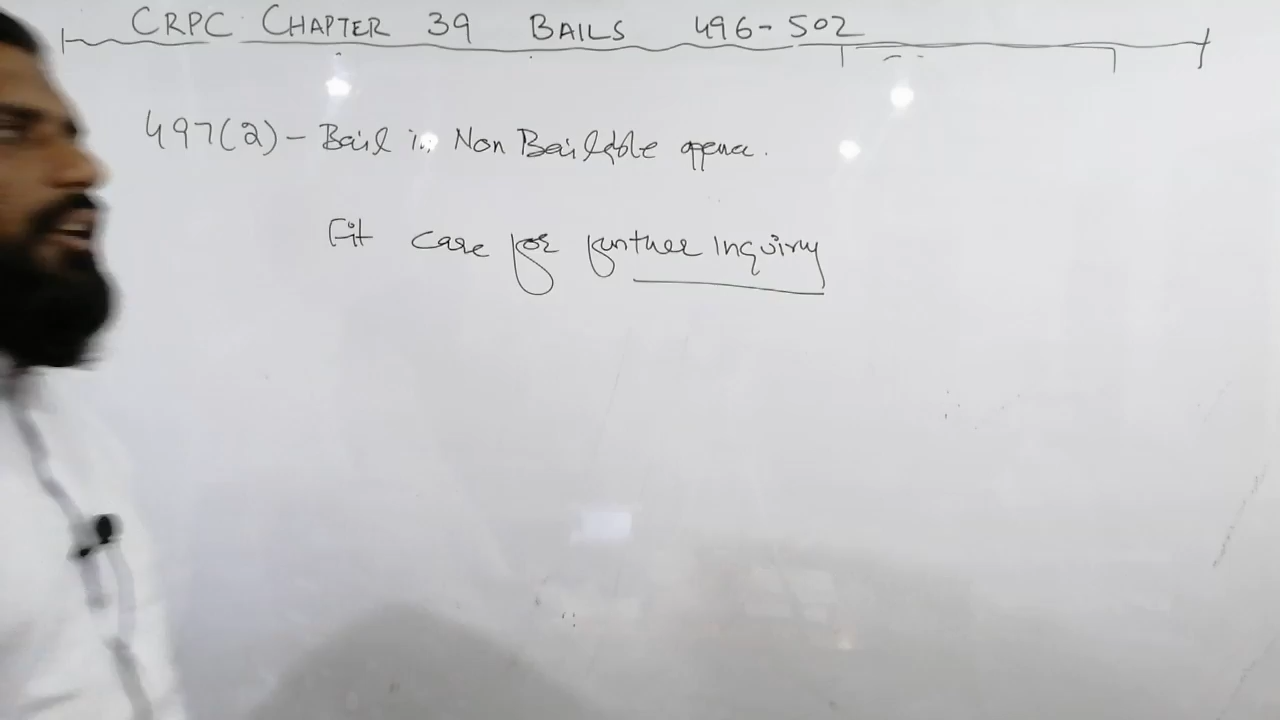 CRPC CHAPTER 39 BAILS 496-502
497(2) - Bail in Non Bailable offence.
Fit case for further inquiry